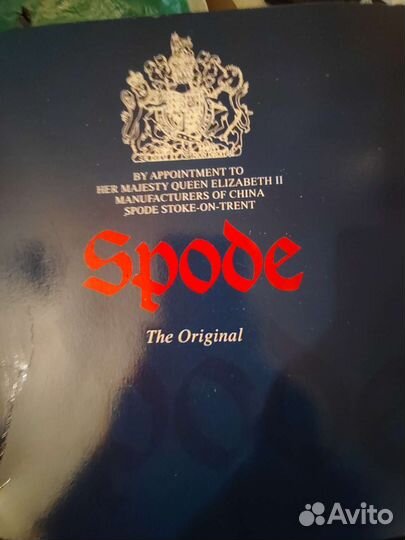 BY APPOINTMENT TO
HER MAJESTY QUEEN ELIZABETH II
MANUFACTURERS OF CHINA
SPODE STOKE-ON-TRENT
Spode
The Original
Avito